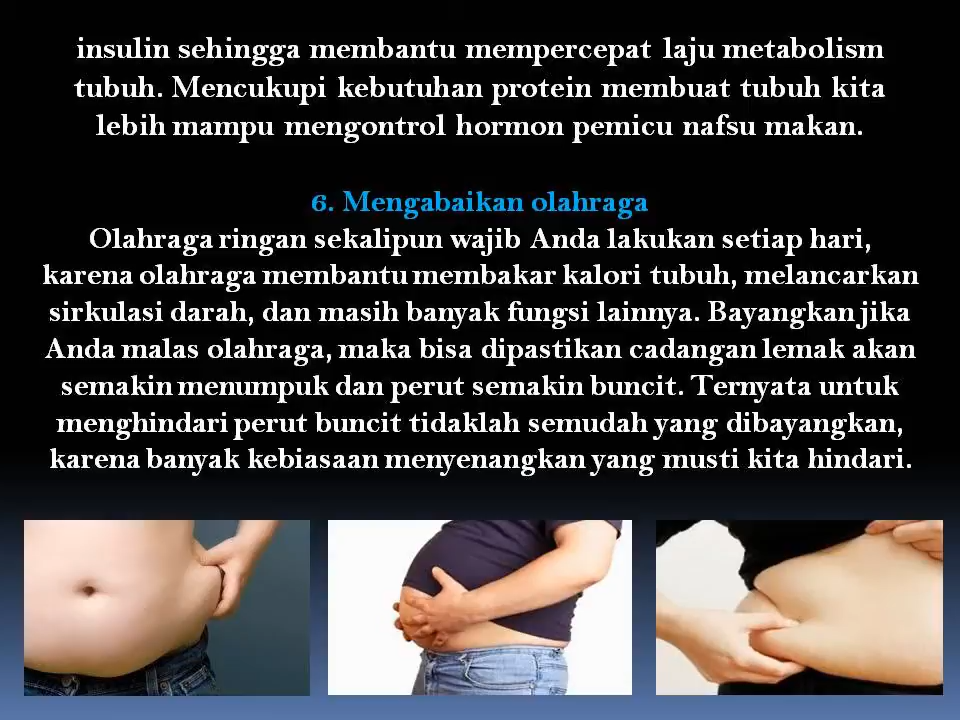 insulin sehingga membantu mempercepat laju metabolism
tubuh. Mencukupi kebutuhan protein membuat tubuh kita
lebih mampu mengontrol hormon pemicu nafsu makan.
6. Mengabaikan olahraga
Olahraga ringan sekalipun wajib Anda lakukan setiap hari,
karena olahraga membantu membakar kalori tubuh, melancarkan
sirkulasi darah, dan masih banyak fungsi lainnya. Bayangkan jika
Anda malas olahraga, maka bisa dipastikan cadangan lemak akan
semakin menumpuk dan perut semakin buncit. Ternyata untuk
menghindari perut buncit tidaklah semudah yang dibayangkan,
karena banyak kebiasaan menyenangkan yang musti kita hindari.